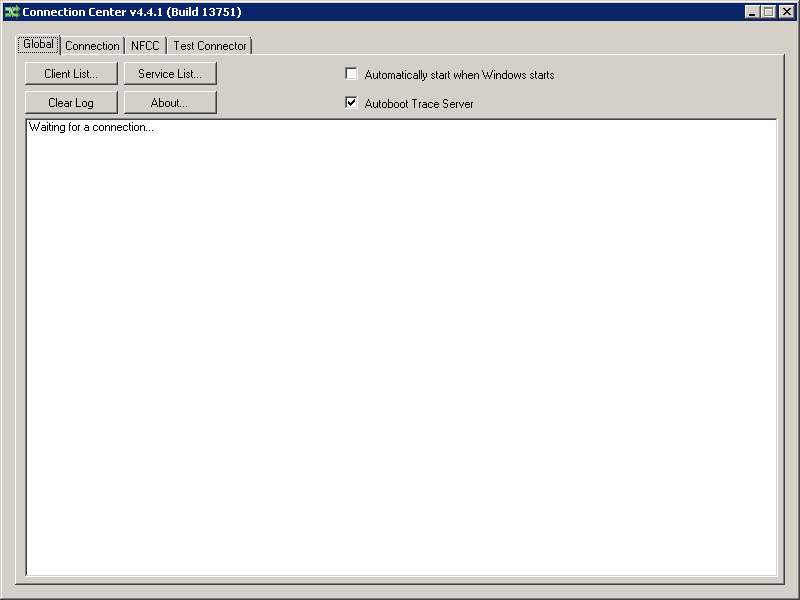 Connection Center v4.4.1 (Build 13751)
Global Connection NFCC Test Connector
Client List... Service List... Automatically start when Windows starts
Clear Log About... Autoboot Trace Server
Waiting for a connection...